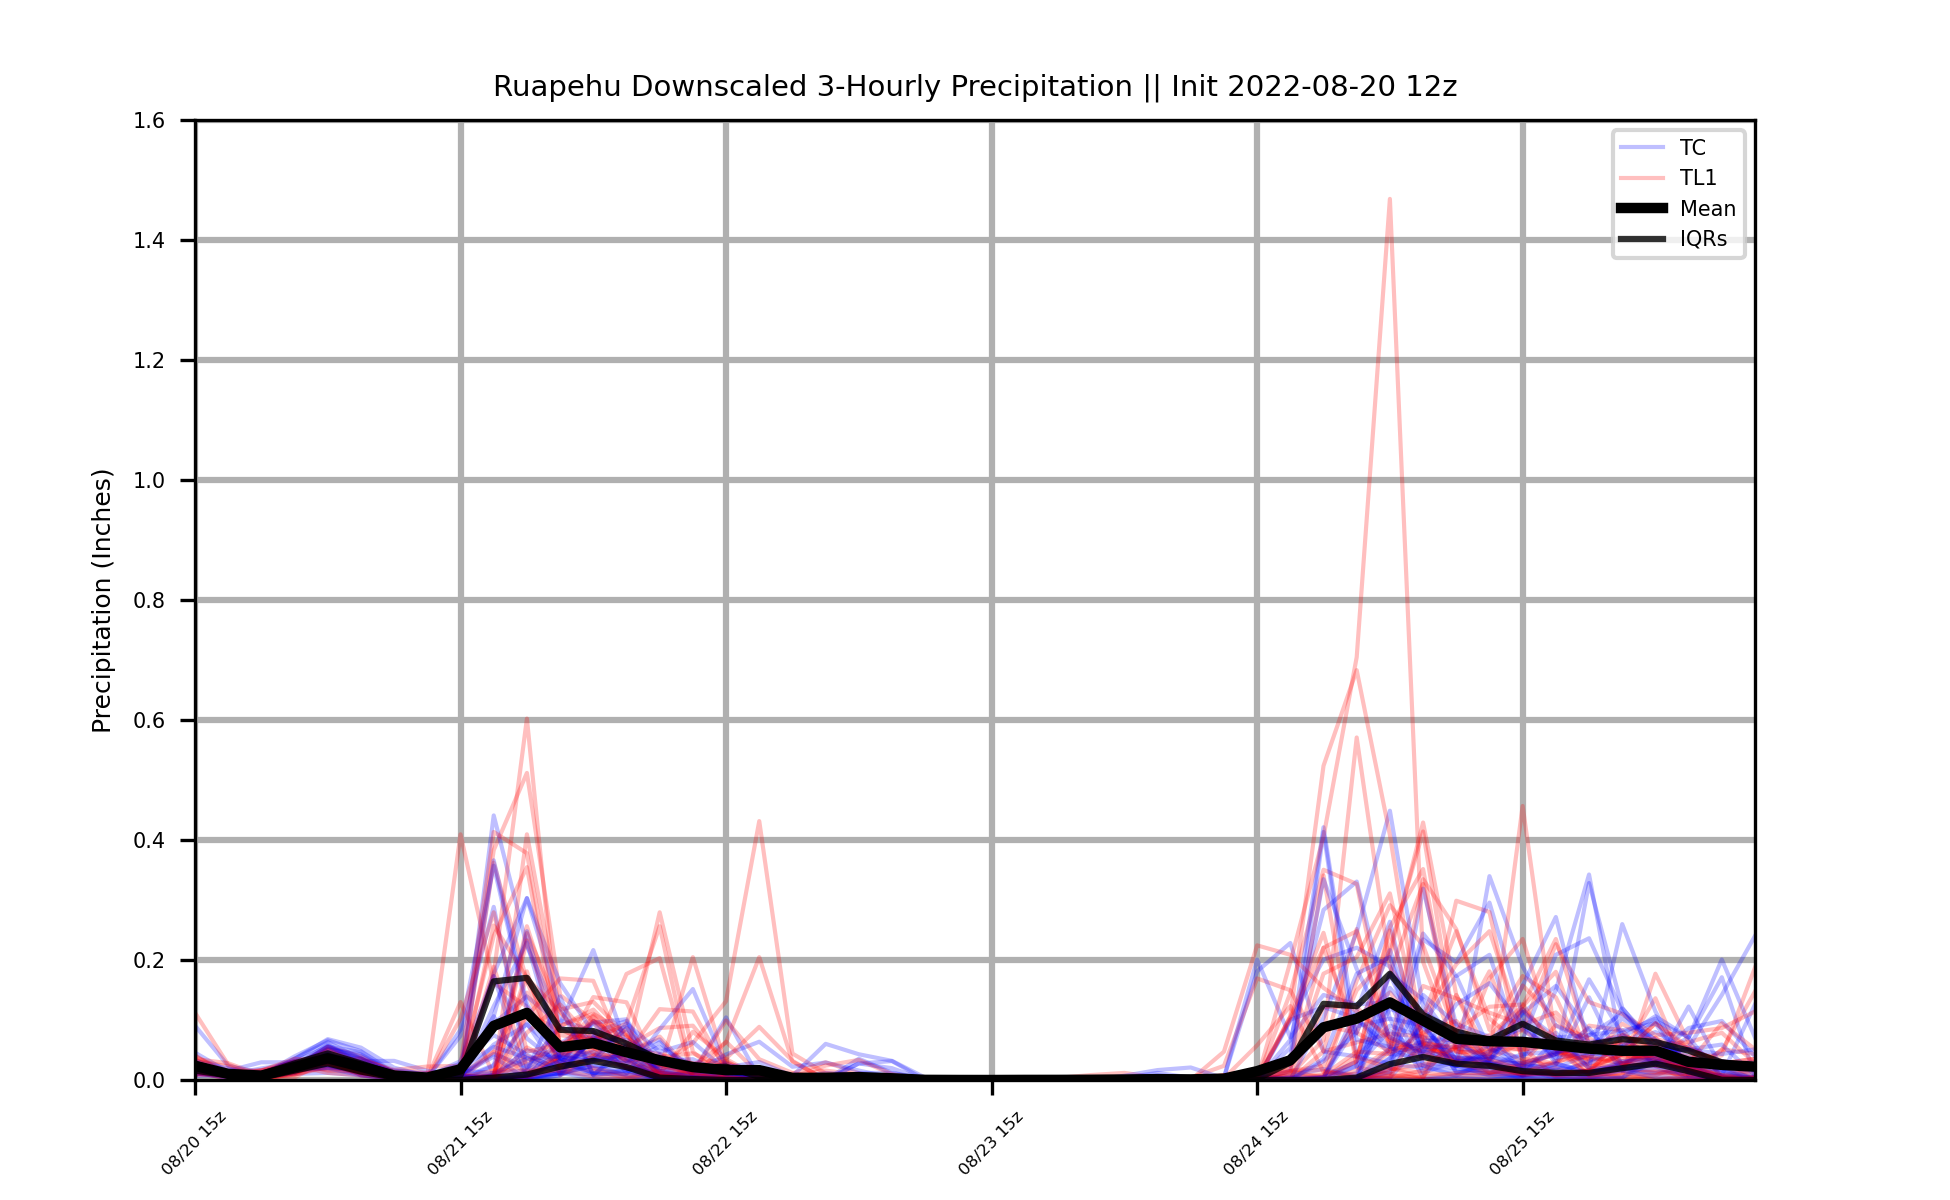 Ruapehu Downscaled 3-Hourly Precipitation || Init 2022-08-20 12z
TC
TL1
Mean
IQRs
Precipitation (Inches)
1.6
1.4
1.2
1.0
0.8
0.6
0.4
0.2
0.0
08/20 15z
08/21 15z
08/22 15z
08/23 15z
08/24 15z
08/25 15z